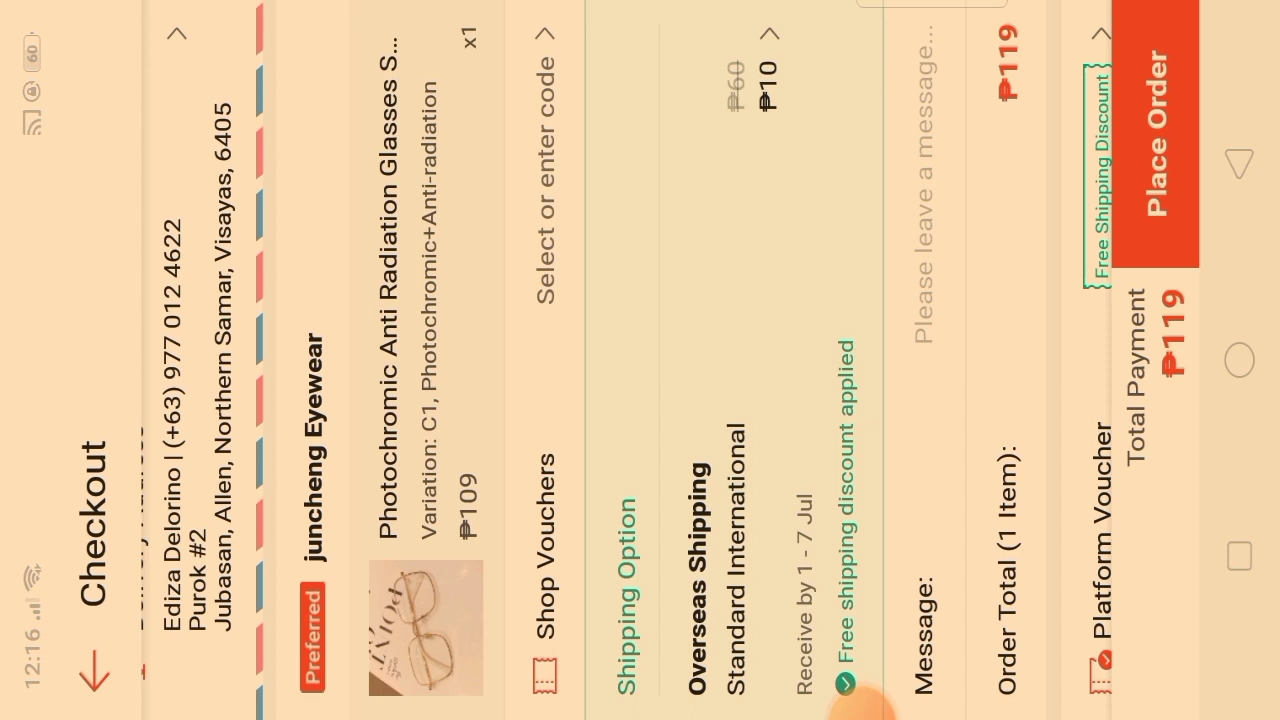 12:16
60
Checkout
Ediza Delorino | (+63) 977 012 4622
Purok #2
Jubasan, Allen, Northern Samar, Visayas, 6405
Preferred juncheng Eyewear
Photochromic Anti Radiation Glasses S...
Variation: C1, Photochromic+Anti-radiation
₱109 x1
Shop Vouchers Select or enter code
Shipping Option
Overseas Shipping
Standard International ₱60
₱10
Receive by 1 - 7 Jul
Free shipping discount applied
Message: Please leave a message...
Order Total (1 Item): ₱119
Platform Voucher Free Shipping Discount
Total Payment
₱119
Place Order